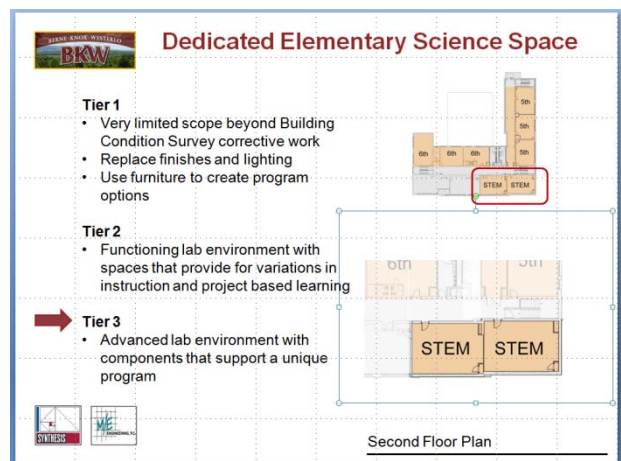 BERNE-KNOX-WESTERLO
BKW
Dedicated Elementary Science Space
Tier 1
• Very limited scope beyond Building
Condition Survey corrective work
• Replace finishes and lighting
• Use furniture to create program
options
Tier 2
• Functioning lab environment with
spaces that provide for variations in
instruction and project based learning
Tier 3
• Advanced lab environment with
components that support a unique
program
5th
5th
5th
6th
6th
6th
STEM
STEM
6th
5th
STEM
STEM
SYNTHESIS
M/E
ENGINEERING, P.C.
Second Floor Plan